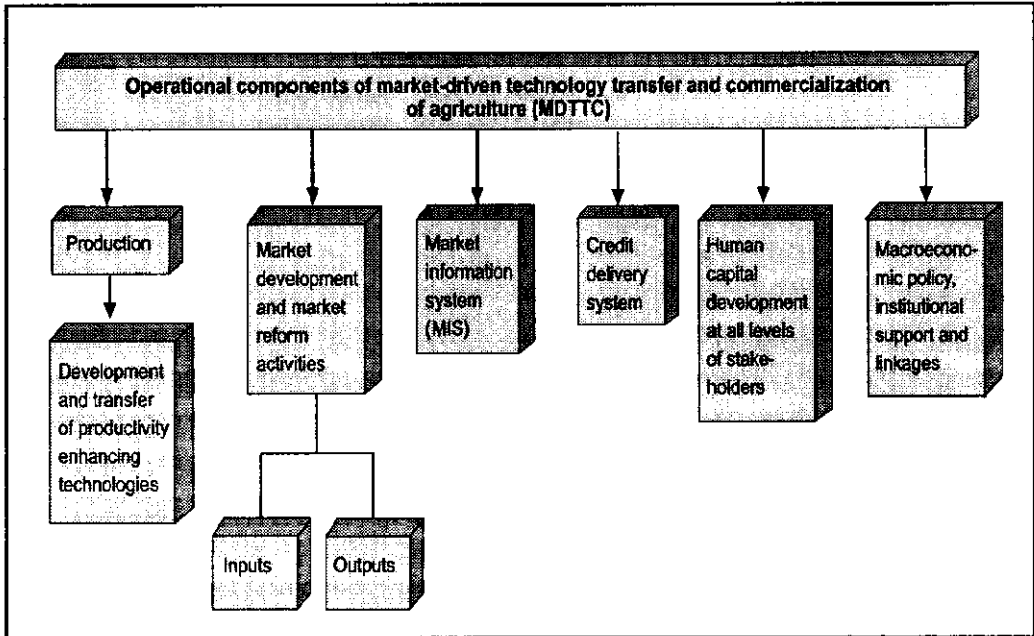 Operational components of market-driven technology transfer and commercialization
of agriculture (MDTTC)
Production
Development
and transfer
of productivity
enhancing
technologies
Market
development
and market
reform
activities
Inputs
Outputs
Market
information
system
(MIS)
Credit
delivery
system
Human
capital
development
at all levels
of stake-
holders
Macroecono-
mic policy,
institutional
support and
linkages